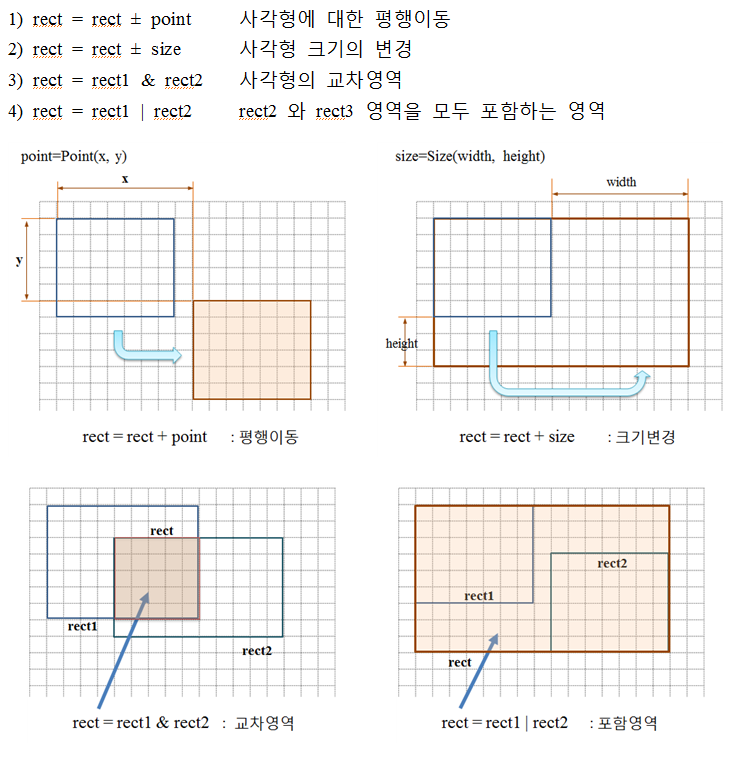 1) rect = rect ± point 사각형에 대한 평행이동
2) rect = rect ± size 사각형 크기의 변경
3) rect = rect1 & rect2 사각형의 교차영역
4) rect = rect1 | rect2 rect2 와 rect3 영역을 모두 포함하는 영역
point=Point(x, y)
x
y
rect = rect + point : 평행이동
size=Size(width, height)
width
height
rect = rect + size : 크기변경
rect
rect1
rect2
rect = rect1 & rect2 : 교차영역
rect2
rect1
rect
rect = rect1 | rect2 : 포함영역